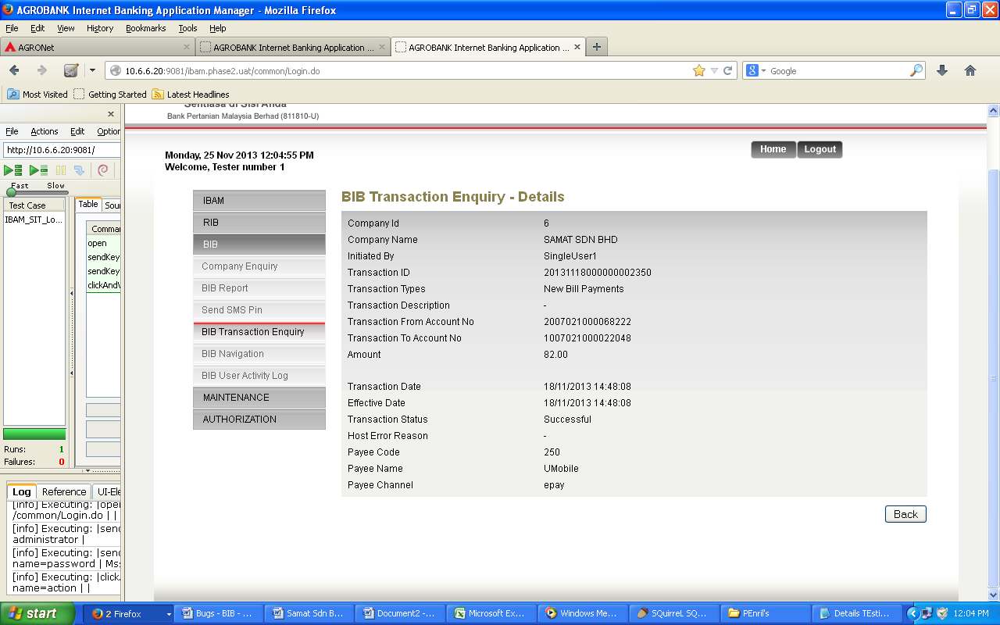 AGROBANK Internet Banking Application Manager - Mozilla Firefox
File Edit View History Bookmarks Tools Help
AGRONet
AGROBANK Internet Banking Application ...
AGROBANK Internet Banking Application ...
10.6.6.20:9081/ibam.phase2.uat/common/Login.do
Google
Most Visited Getting Started Latest Headlines
File Actions Edit Option
http://10.6.6.20:9081/
Fast Slow
Test Case
IBAM_SIT_Lo...
Table Sour
Comma
open
sendKey
sendKey
clickAndV
Runs: 1
Failures: 0
Log Reference UI-Ele
[info] Executing: |ope
/common/Login.do | |
[info] Executing: |send
administrator |
[info] Executing: |send
name=password | Mss
[info] Executing: |click
name=action | |
Sentiasa di Sisi Anda
Bank Pertanian Malaysia Berhad (811810-U)
Monday, 25 Nov 2013 12:04:55 PM
Welcome, Tester number 1
Home Logout
IBAM
RIB
BIB
Company Enquiry
BIB Report
Send SMS Pin
BIB Transaction Enquiry
BIB Navigation
BIB User Activity Log
MAINTENANCE
AUTHORIZATION
BIB Transaction Enquiry - Details
Company Id 6
Company Name SAMAT SDN BHD
Initiated By SingleUser1
Transaction ID 20131118000000002350
Transaction Types New Bill Payments
Transaction Description -
Transaction From Account No 2007021000068222
Transaction To Account No 1007021000022048
Amount 82.00
Transaction Date 18/11/2013 14:48:08
Effective Date 18/11/2013 14:48:08
Transaction Status Successful
Host Error Reason -
Payee Code 250
Payee Name UMobile
Payee Channel epay
Back
start
2 Firefox
Bugs - BIB - ...
Samat Sdn B...
Document2 - ...
Microsoft Ex...
Windows Me...
SQuirreL SQ...
PEnril's
Details TEsti...
12:04 PM